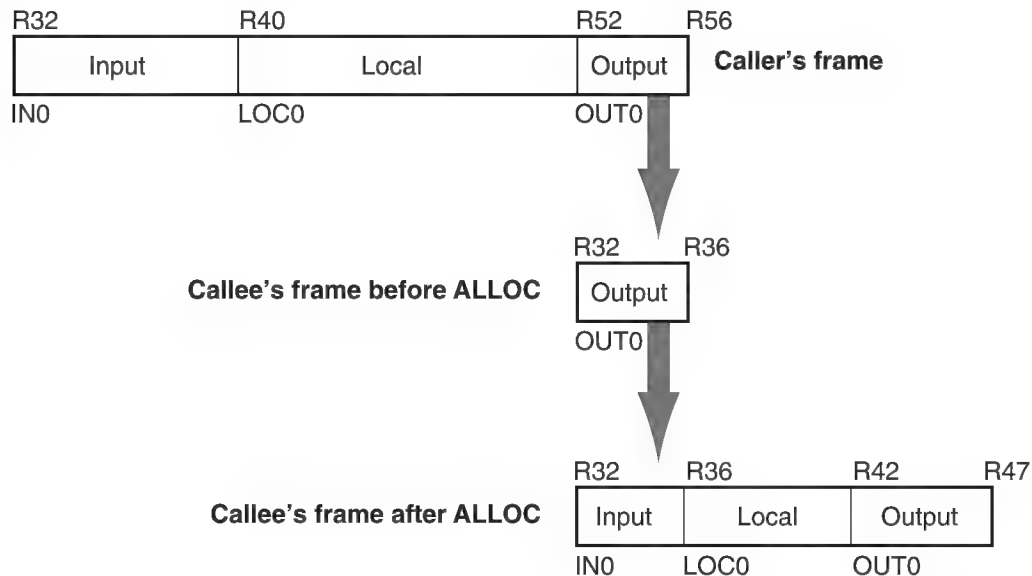 R32 R40 R52 R56
Input Local Output Caller's frame
IN0 LOC0 OUT0
R32 R36
Callee's frame before ALLOC Output
OUT0
R32 R36 R42 R47
Callee's frame after ALLOC Input Local Output
IN0 LOC0 OUT0